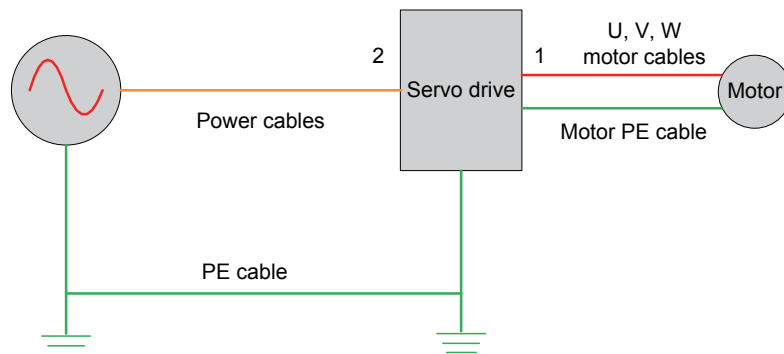 U, V, W
motor cables
2
1
Servo drive
Motor
Power cables
Motor PE cable
PE cable